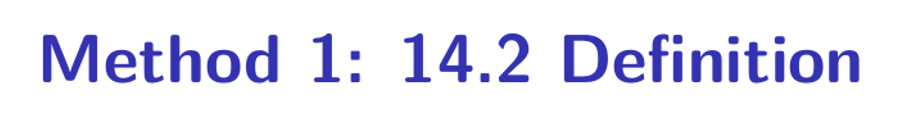 Method 1: 14.2 Definition